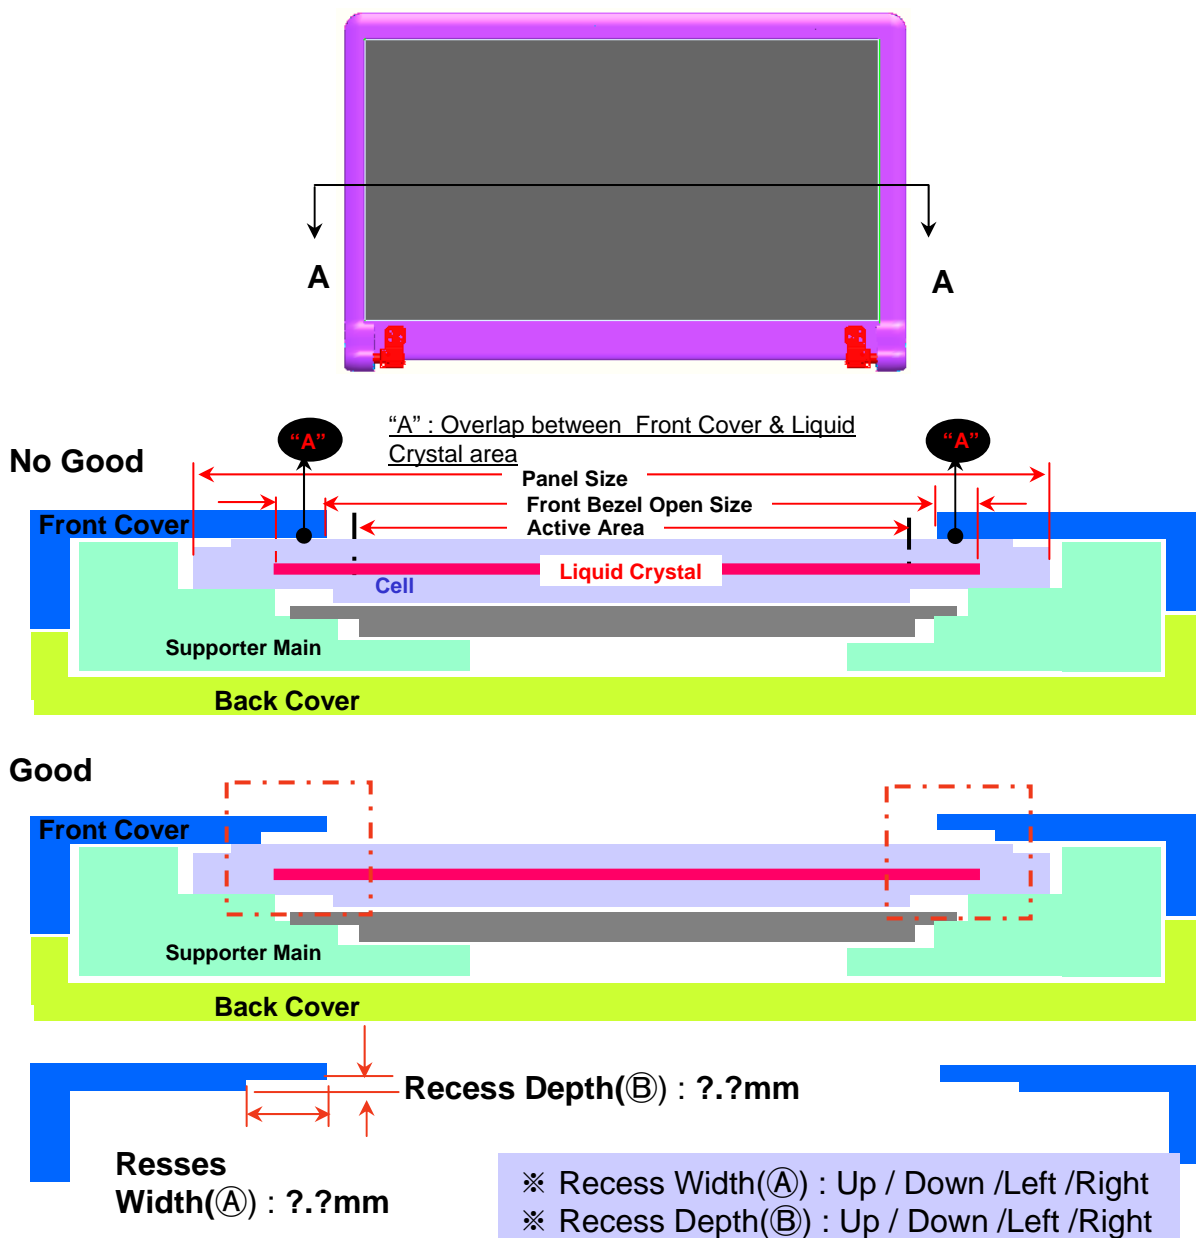 A
A
“A” : Overlap between Front Cover & Liquid
Crystal area
“A”
“A”
No Good
Panel Size
Front Bezel Open Size
Front Cover
Active Area
Liquid Crystal
Cell
Supporter Main
Back Cover
Good
Front Cover
Supporter Main
Back Cover
Recess Depth(Ⓑ) : ?.?mm
Resses
Width(Ⓐ) : ?.?mm
※ Recess Width(Ⓐ) : Up / Down /Left /Right
※ Recess Depth(Ⓑ) : Up / Down /Left /Right